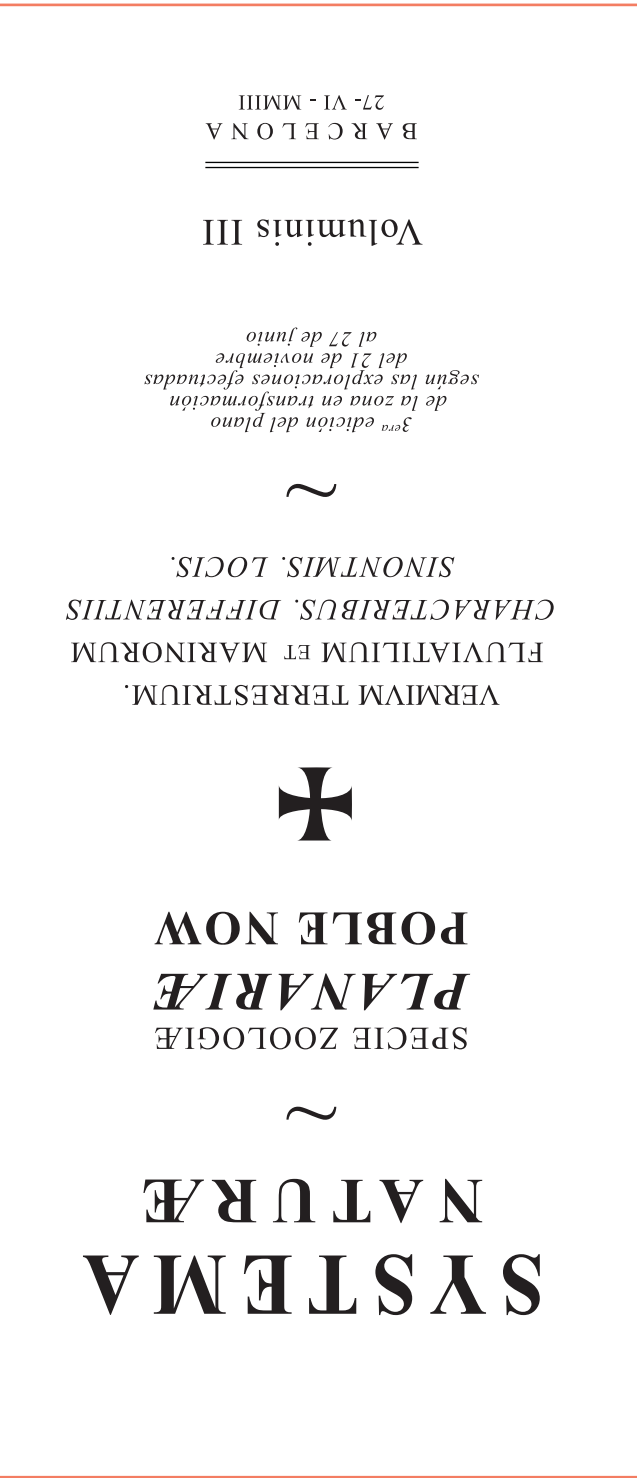 SYSTEMA
NATURÆ
~
SPECIE ZOOLOGIÆ
PLANARIÆ
POBLE NOW
VERMIVM TERRESTRIUM.
FLUVIATILIUM ET MARINORUM
CHARACTERIBUS. DIFFERENTIIS
SINONTMIS. LOCIS.
~
3era edición del plano
de la zona en transformación
según las exploraciones efectuadas
del 21 de noviembre
al 27 de junio
Voluminis III
BARCELONA
27- VI - MMIII